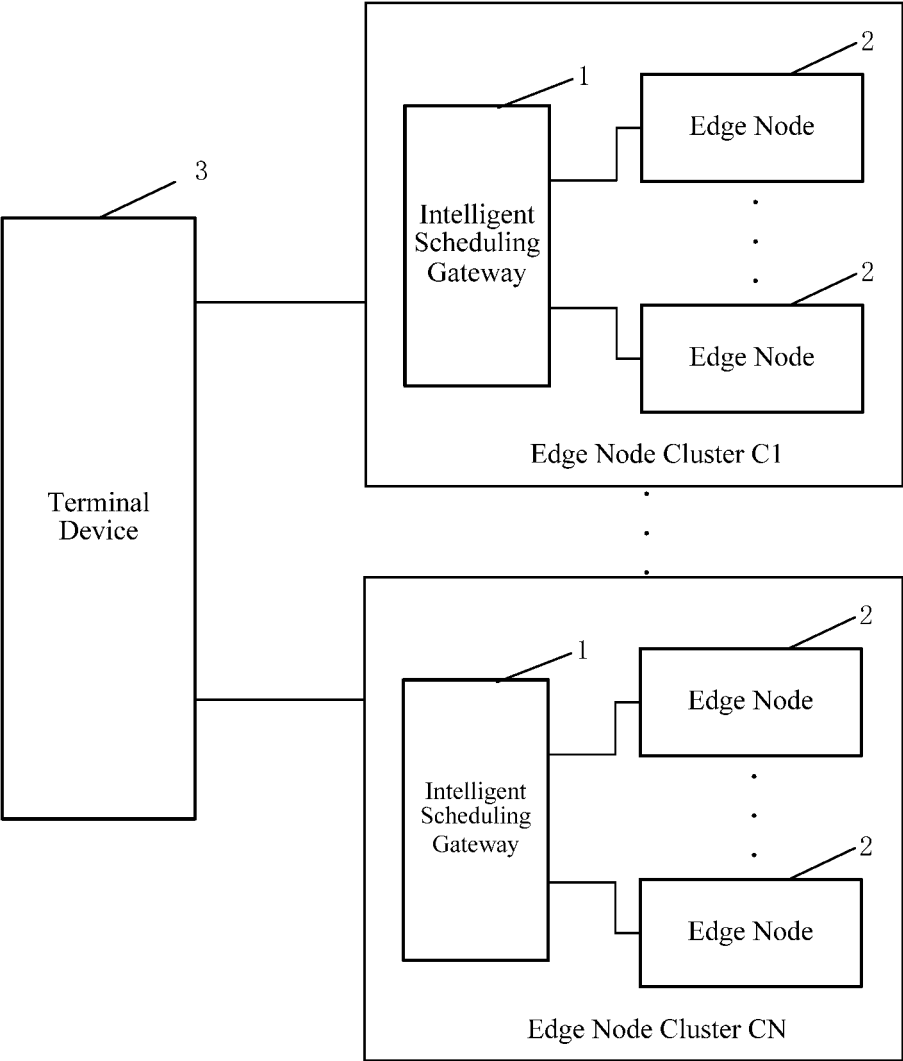 3
Terminal
Device
1
Intelligent
Scheduling
Gateway
2
Edge Node
2
Edge Node
Edge Node Cluster C1
1
Intelligent
Scheduling
Gateway
2
Edge Node
2
Edge Node
Edge Node Cluster CN